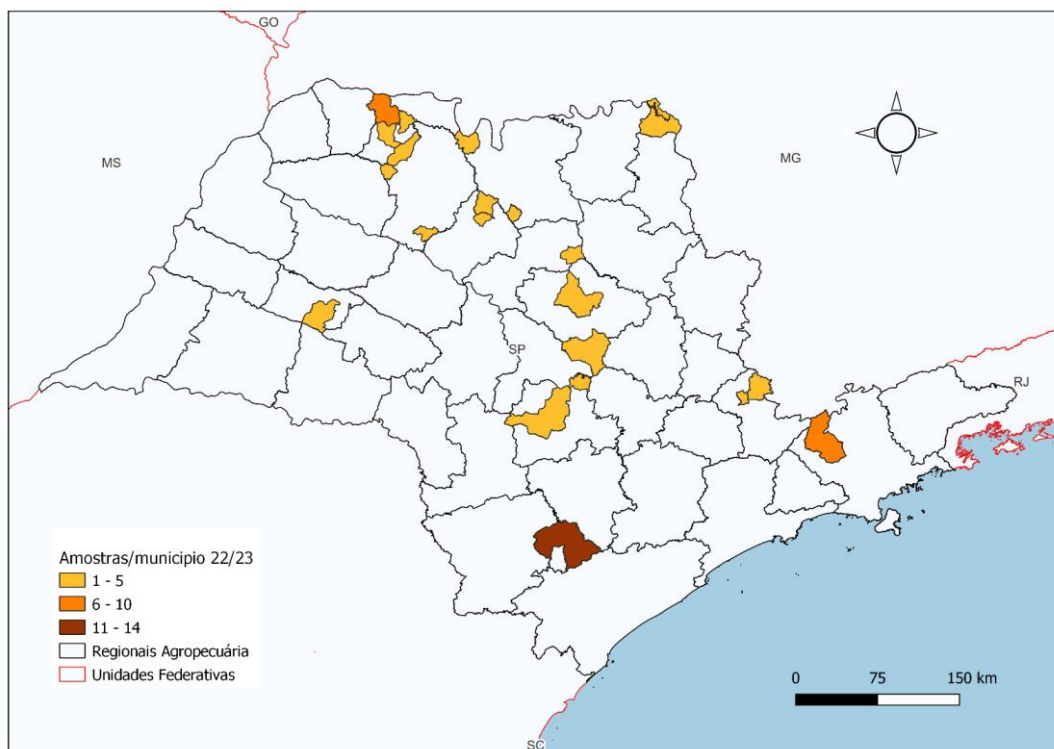 GO
MS
MG
SP
RJ
Amostras/municipio 22/23
1 - 5
6 - 10
11 - 14
Regionais Agropecuária
Unidades Federativas
0 75 150 km
SC